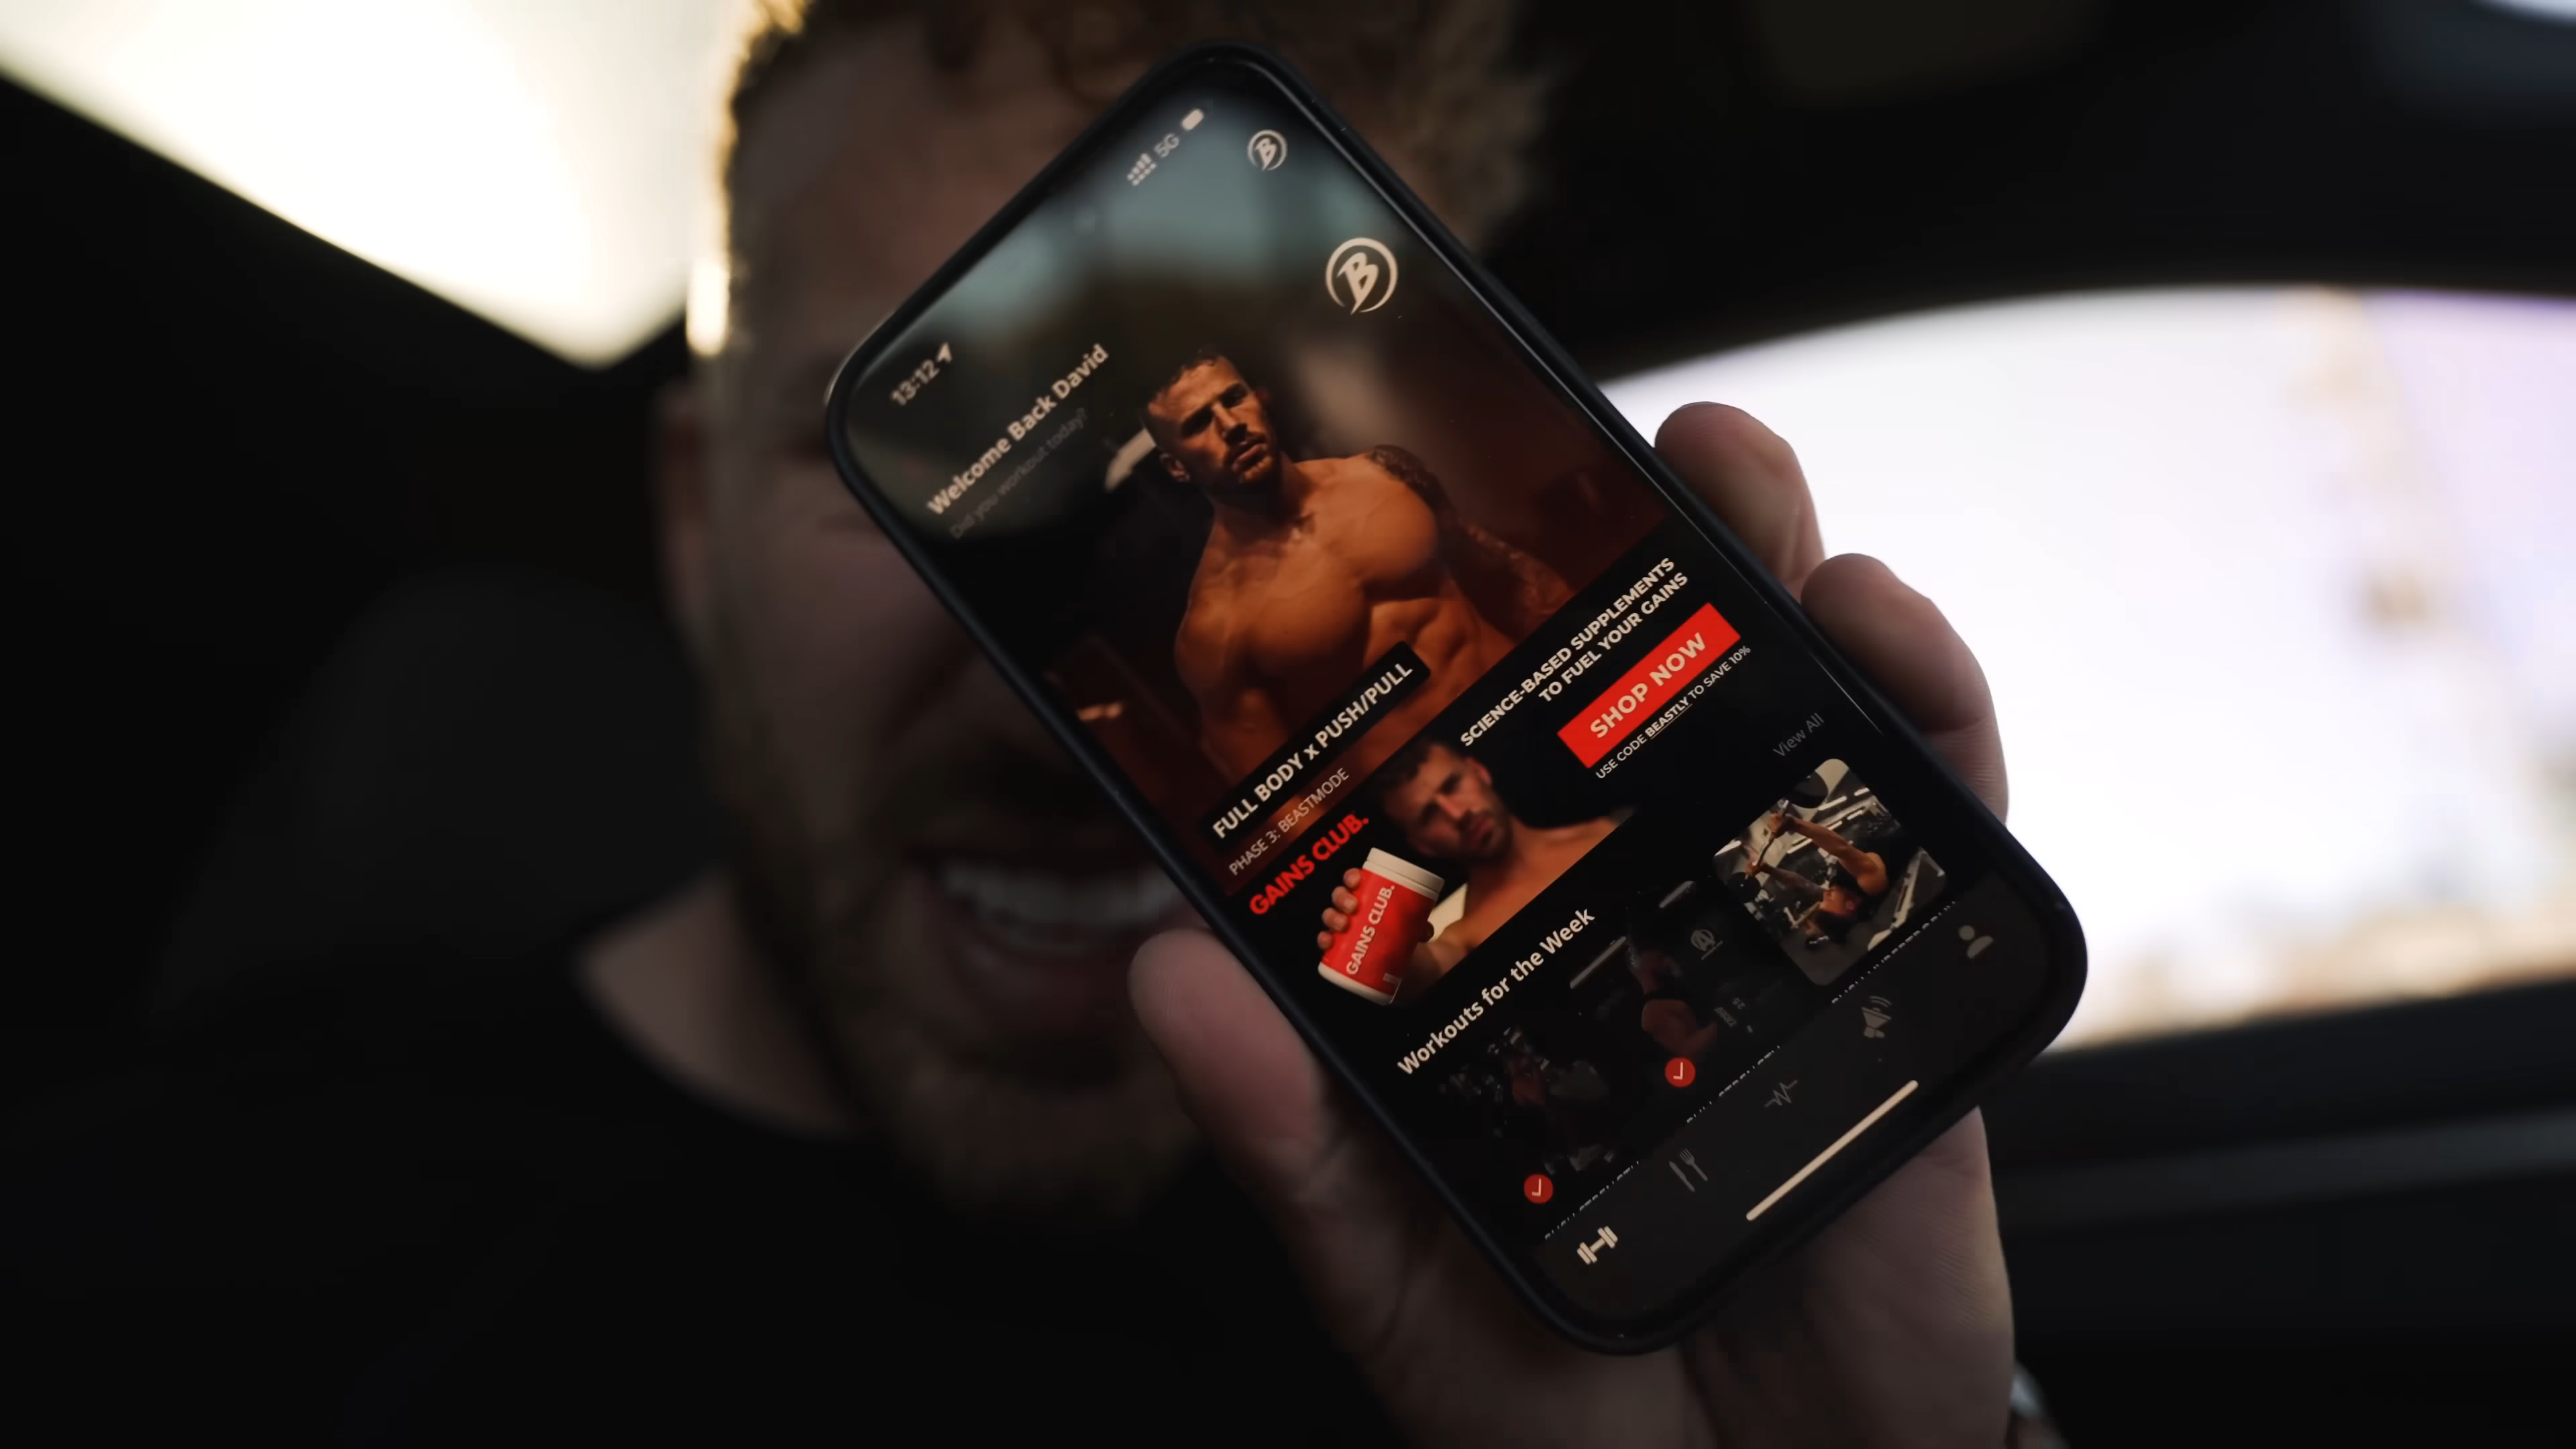 13:12
5G
B
Welcome Back David
Did you workout today?
B
FULL BODY x PUSH/PULL
PHASE 3: BEASTMODE
GAINS CLUB.
GAINS CLUB.
SCIENCE-BASED SUPPLEMENTS
TO FUEL YOUR GAINS
SHOP NOW
USE CODE BEASTLY TO SAVE 10%
Workouts for the Week
View All